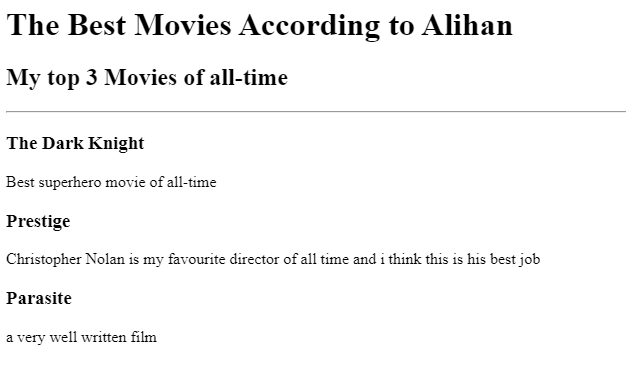 The Best Movies According to Alihan
My top 3 Movies of all-time
The Dark Knight
Best superhero movie of all-time
Prestige
Christopher Nolan is my favourite director of all time and i think this is his best job
Parasite
a very well written film